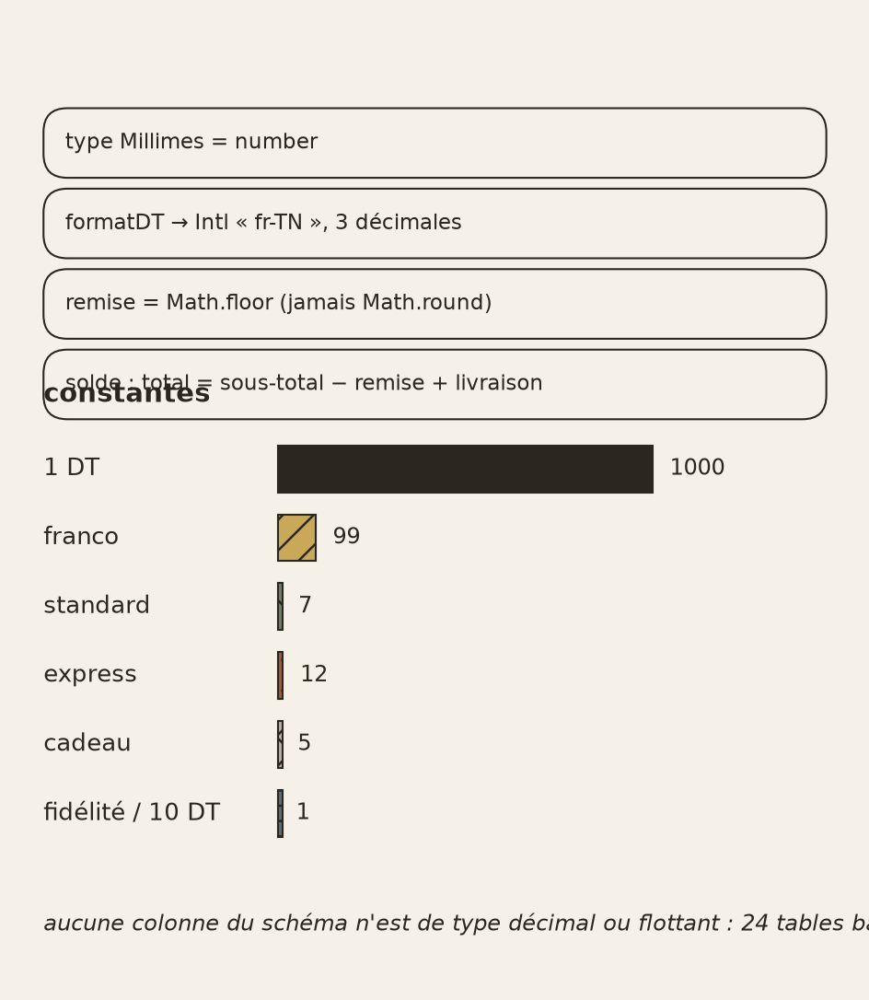 type Millimes = number
formatDT → Intl « fr-TN », 3 décimales
remise = Math.floor (jamais Math.round)
solde : total = sous-total − remise + livraison
constantes
1 DT 1000
franco 99
standard 7
express 12
cadeau 5
fidélité / 10 DT 1
aucune colonne du schéma n'est de type décimal ou flottant : 24 tables